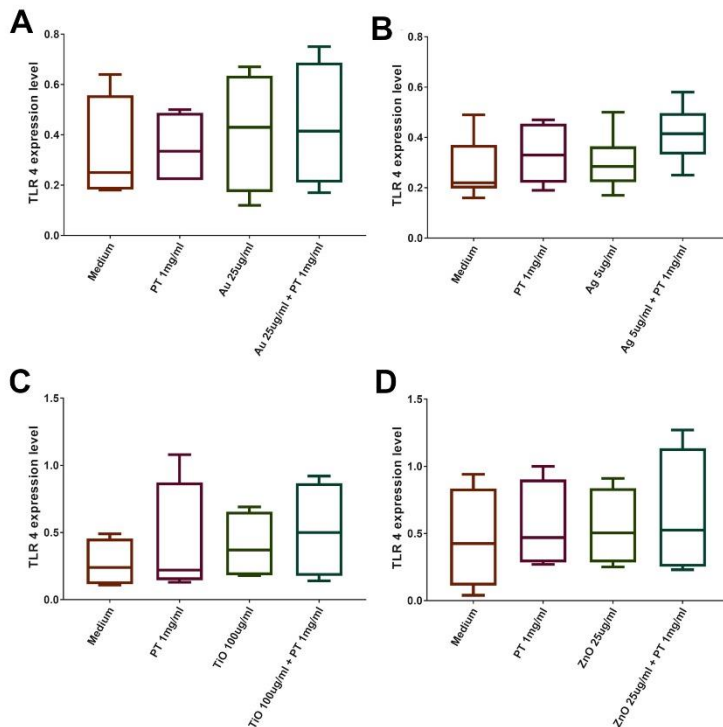 A
TLR 4 expression level
0.8
0.6
0.4
0.2
0.0
Medium
PT 1mg/ml
Au 25ug/ml
Au 25ug/ml + PT 1mg/ml
B
TLR 4 expression level
0.8
0.6
0.4
0.2
0.0
Medium
PT 1mg/ml
Ag 5ug/ml
Ag 5ug/ml + PT 1mg/ml
C
TLR 4 expression level
1.5
1.0
0.5
0.0
Medium
PT 1mg/ml
TiO 100ug/ml
TiO 100ug/ml + PT 1mg/ml
D
TLR 4 expression level
1.5
1.0
0.5
0.0
Medium
PT 1mg/ml
ZnO 25ug/ml
ZnO 25ug/ml + PT 1mg/ml